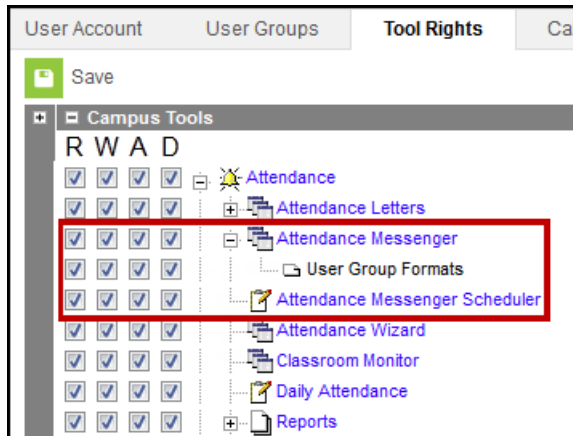 User Account User Groups Tool Rights Ca
Save
Campus Tools
R W A D
Attendance
Attendance Letters
Attendance Messenger
User Group Formats
Attendance Messenger Scheduler
Attendance Wizard
Classroom Monitor
Daily Attendance
Reports